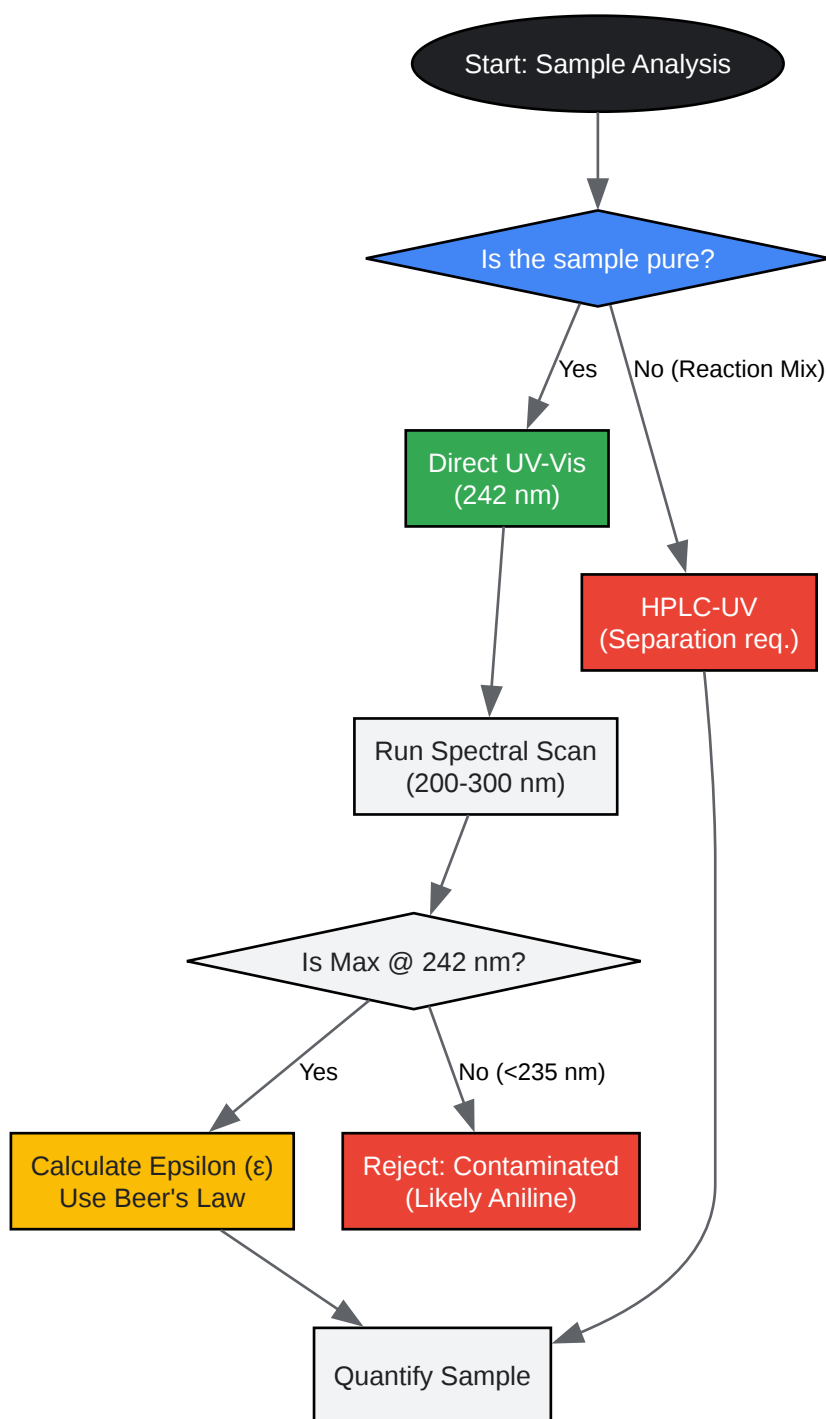 Start: Sample Analysis
Is the sample pure?
Yes
No (Reaction Mix)
Direct UV-Vis
(242 nm)
HPLC-UV
(Separation req.)
Run Spectral Scan
(200-300 nm)
Is Max @ 242 nm?
Yes
No (<235 nm)
Calculate Epsilon (ε)
Use Beer's Law
Reject: Contaminated
(Likely Aniline)
Quantify Sample